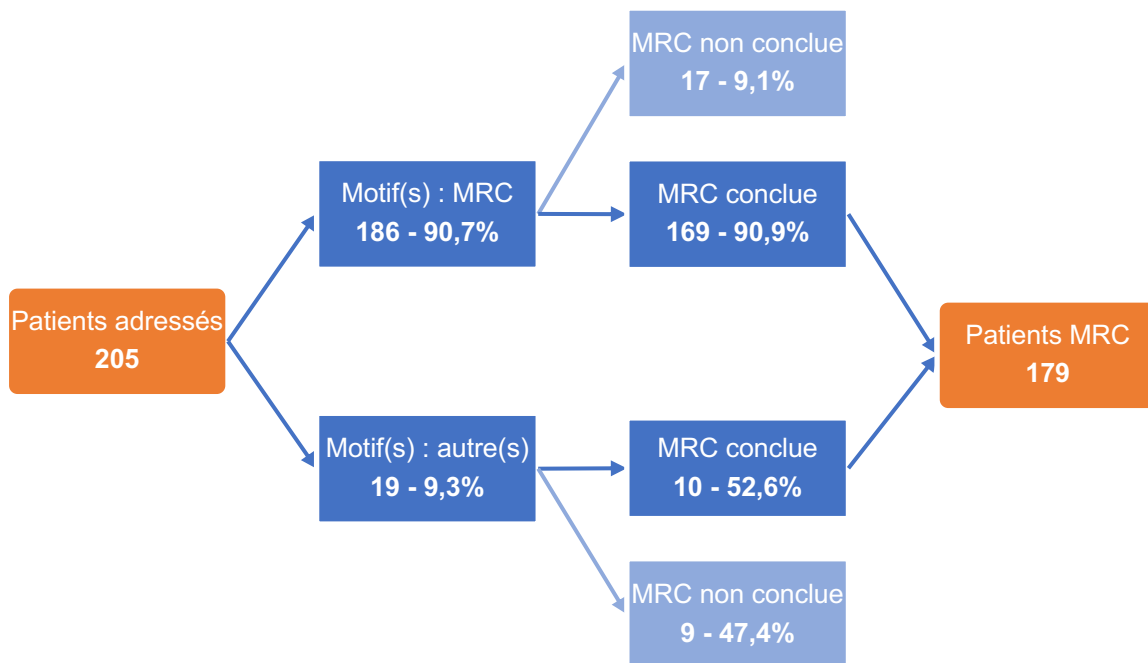 MRC non conclue
17 - 9,1%
Motif(s) : MRC
186 - 90,7%
MRC conclue
169 - 90,9%
Patients adressés
205
Patients MRC
179
Motif(s) : autre(s)
19 - 9,3%
MRC conclue
10 - 52,6%
MRC non conclue
9 - 47,4%